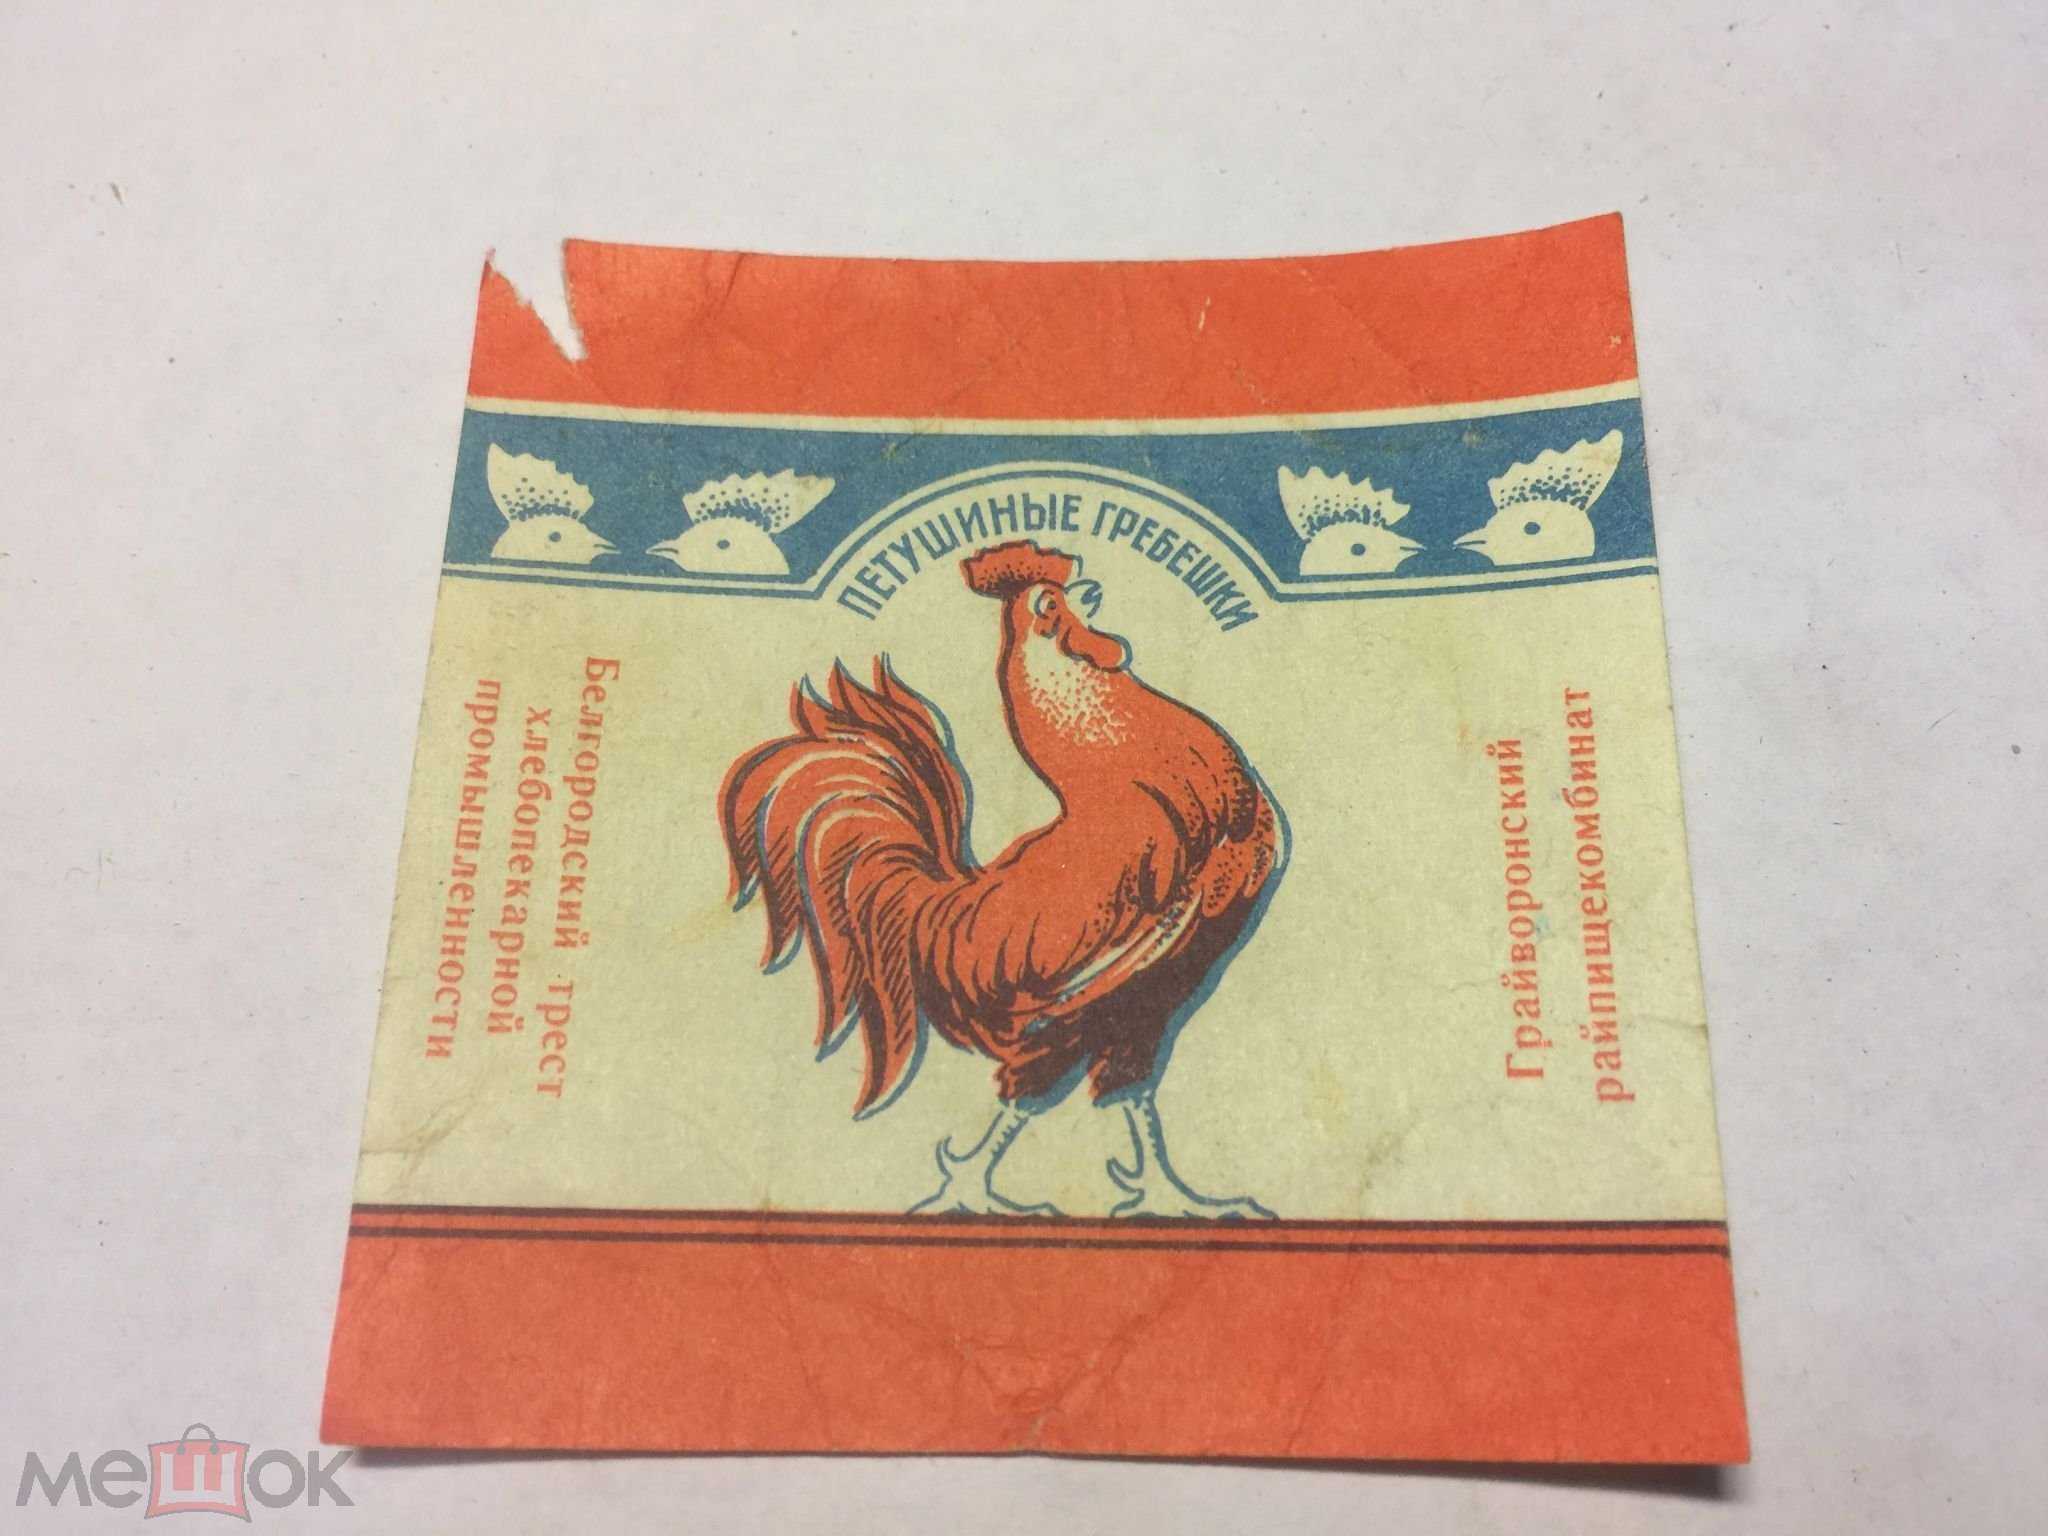 ПЕТУШИНЫЕ ГРЕБЕШКИ
Белгородский трест
хлебопекарной
промышленности
Грайворонский
райпищекомбинат
мешок